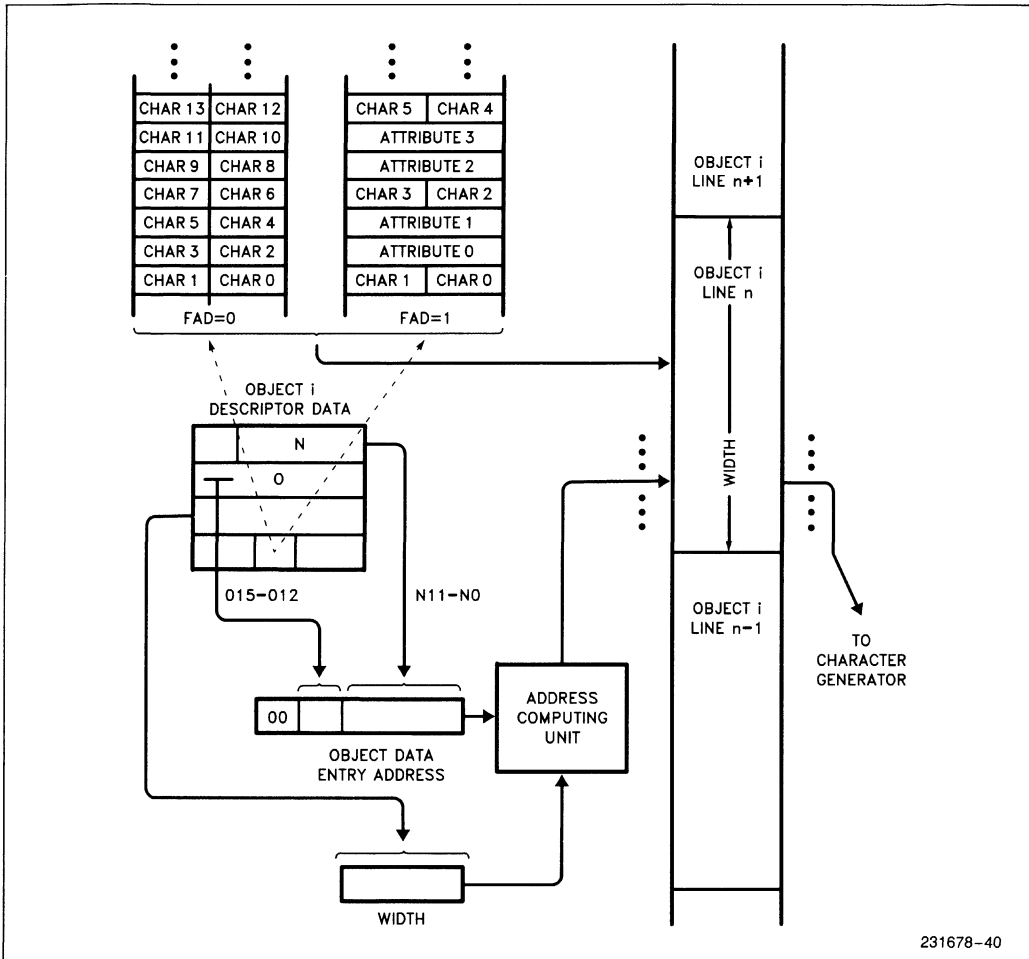 CHAR 13 CHAR 12
CHAR 11 CHAR 10
CHAR 9 CHAR 8
CHAR 7 CHAR 6
CHAR 5 CHAR 4
CHAR 3 CHAR 2
CHAR 1 CHAR 0
FAD=0
CHAR 5 CHAR 4
ATTRIBUTE 3
ATTRIBUTE 2
CHAR 3 CHAR 2
ATTRIBUTE 1
ATTRIBUTE 0
CHAR 1 CHAR 0
FAD=1
OBJECT i
LINE n+1
OBJECT i
LINE n
WIDTH
OBJECT i
LINE n-1
OBJECT i
DESCRIPTOR DATA
N
O
O15-O12
N11-N0
00
OBJECT DATA
ENTRY ADDRESS
ADDRESS
COMPUTING
UNIT
WIDTH
TO
CHARACTER
GENERATOR
231678-40